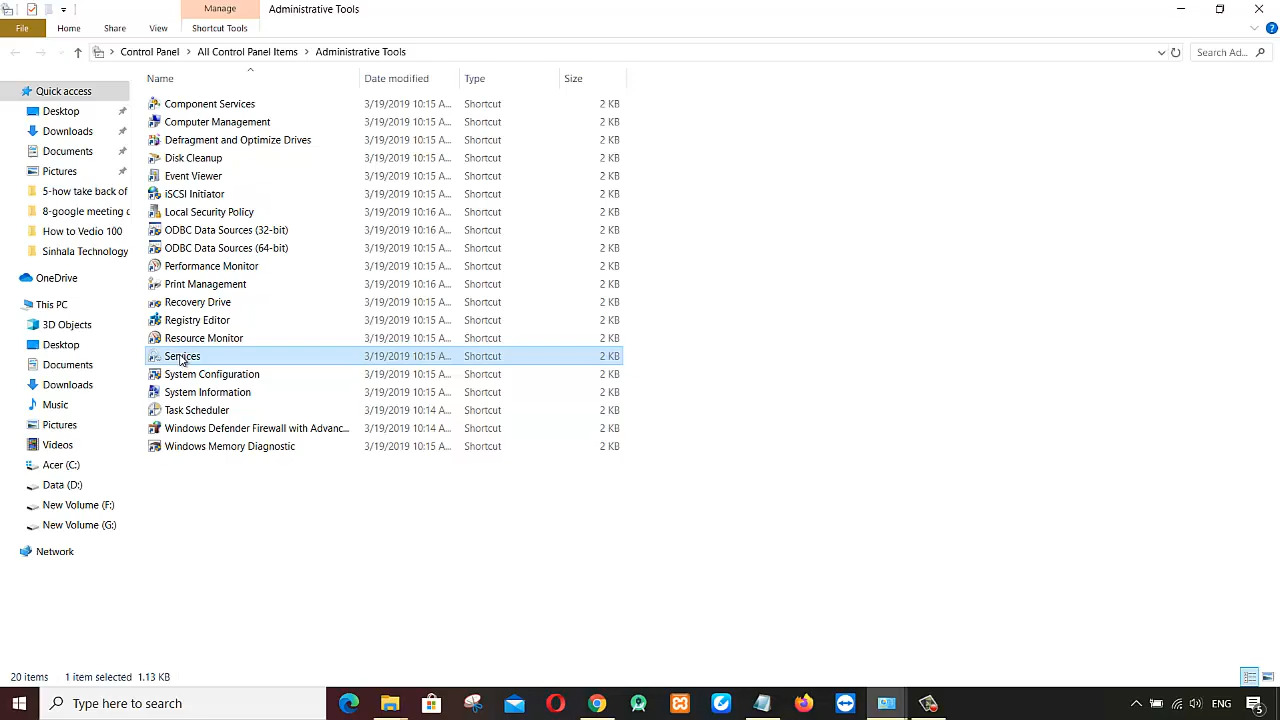 Manage
Administrative Tools
File
Home
Share
View
Shortcut Tools
Control Panel
All Control Panel Items
Administrative Tools
Search Ad...
Name
Date modified
Type
Size
Quick access
Desktop
Downloads
Documents
Pictures
5-how take back of
8-google meeting c
How to Vedio 100
Sinhala Technology
OneDrive
This PC
3D Objects
Desktop
Documents
Downloads
Music
Pictures
Videos
Acer (C:)
Data (D:)
New Volume (F:)
New Volume (G:)
Network
Component Services 3/19/2019 10:15 A... Shortcut 2 KB
Computer Management 3/19/2019 10:15 A... Shortcut 2 KB
Defragment and Optimize Drives 3/19/2019 10:15 A... Shortcut 2 KB
Disk Cleanup 3/19/2019 10:15 A... Shortcut 2 KB
Event Viewer 3/19/2019 10:15 A... Shortcut 2 KB
iSCSI Initiator 3/19/2019 10:15 A... Shortcut 2 KB
Local Security Policy 3/19/2019 10:16 A... Shortcut 2 KB
ODBC Data Sources (32-bit) 3/19/2019 10:16 A... Shortcut 2 KB
ODBC Data Sources (64-bit) 3/19/2019 10:15 A... Shortcut 2 KB
Performance Monitor 3/19/2019 10:15 A... Shortcut 2 KB
Print Management 3/19/2019 10:16 A... Shortcut 2 KB
Recovery Drive 3/19/2019 10:15 A... Shortcut 2 KB
Registry Editor 3/19/2019 10:15 A... Shortcut 2 KB
Resource Monitor 3/19/2019 10:15 A... Shortcut 2 KB
Services 3/19/2019 10:15 A... Shortcut 2 KB
System Configuration 3/19/2019 10:15 A... Shortcut 2 KB
System Information 3/19/2019 10:15 A... Shortcut 2 KB
Task Scheduler 3/19/2019 10:14 A... Shortcut 2 KB
Windows Defender Firewall with Advanc... 3/19/2019 10:14 A... Shortcut 2 KB
Windows Memory Diagnostic 3/19/2019 10:15 A... Shortcut 2 KB
20 items 1 item selected 1.13 KB
Type here to search
ENG
5